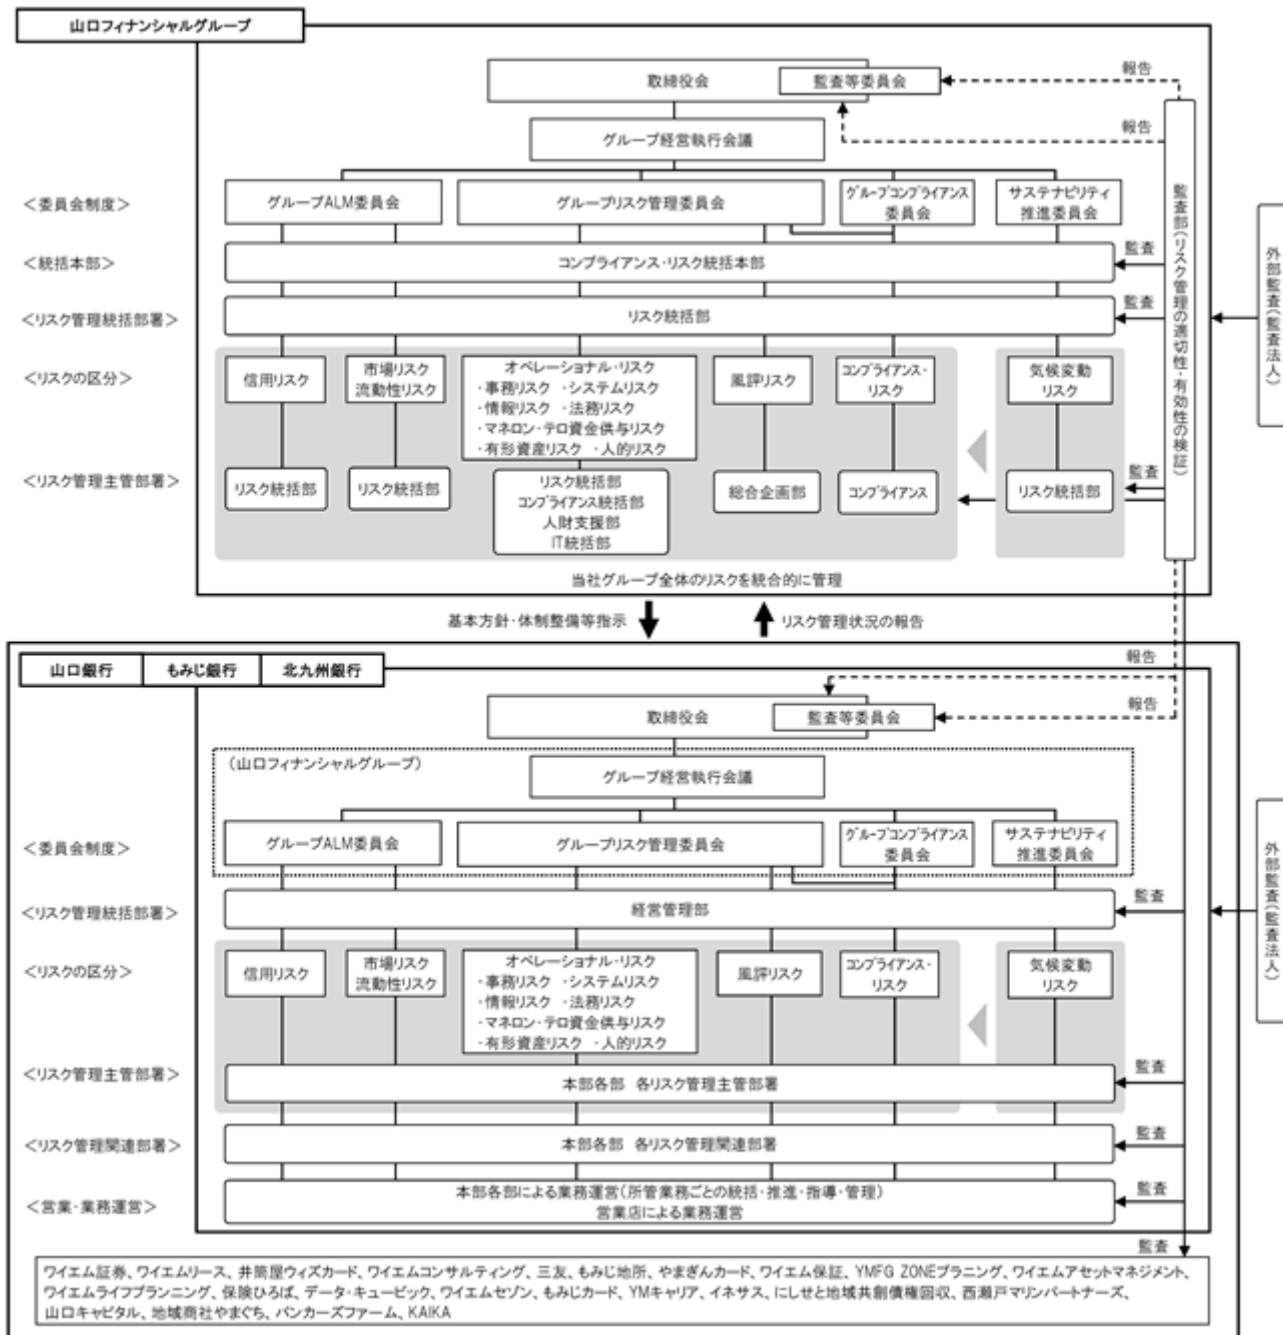 山口フィナンシャルグループ
取締役会
監査等委員会
報告
報告
グループ経営執行会議
<委員会制度>
グループALM委員会
グループリスク管理委員会
グループコンプライアンス
委員会
サステナビリティ
推進委員会
<統括本部>
コンプライアンス・リスク統括本部
監査
<リスク管理統括部署>
リスク統括部
監査
監査部(リスク管理の適切性・有効性の検証)
外部監査(監査法人)
<リスクの区分>
信用リスク
市場リスク
流動性リスク
オペレーショナル・リスク
・事務リスク ・システムリスク
・情報リスク ・法務リスク
・マネロン・テロ資金供与リスク
・有形資産リスク ・人的リスク
風評リスク
コンプライアンス・
リスク
気候変動
リスク
<リスク管理主管部署>
リスク統括部
リスク統括部
リスク統括部
コンプライアンス統括部
人財支援部
IT統括部
総合企画部
コンプライアンス
リスク統括部
監査
当社グループ全体のリスクを統合的に管理
基本方針・体制整備等指示
リスク管理状況の報告
山口銀行
もみじ銀行
北九州銀行
報告
報告
取締役会
監査等委員会
(山口フィナンシャルグループ)
グループ経営執行会議
<委員会制度>
グループALM委員会
グループリスク管理委員会
グループコンプライアンス
委員会
サステナビリティ
推進委員会
<リスク管理統括部署>
経営管理部
監査
外部監査(監査法人)
<リスクの区分>
信用リスク
市場リスク
流動性リスク
オペレーショナル・リスク
・事務リスク ・システムリスク
・情報リスク ・法務リスク
・マネロン・テロ資金供与リスク
・有形資産リスク ・人的リスク
風評リスク
コンプライアンス・
リスク
気候変動
リスク
<リスク管理主管部署>
本部各部 各リスク管理主管部署
監査
<リスク管理関連部署>
本部各部 各リスク管理関連部署
監査
<営業・業務運営>
本部各部による業務運営(所管業務ごとの統括・推進・指導・管理)
営業店による業務運営
監査
監査
ワイエム証券、ワイエムリース、井筒屋ウィズカード、ワイエムコンサルティング、三友、もみじ地所、やまぎんカード、ワイエム保証、YMFG ZONEプラニング、ワイエムアセットマネジメント、
ワイエムライフプランニング、保険ひろば、データ・キュービック、ワイエムセゾン、もみじカード、YMキャリア、イネサス、にしせと地域共創債権回収、西瀬戸マリンパートナーズ、
山口キャピタル、地域商社やまぐち、バンカーズファーム、KAIKA